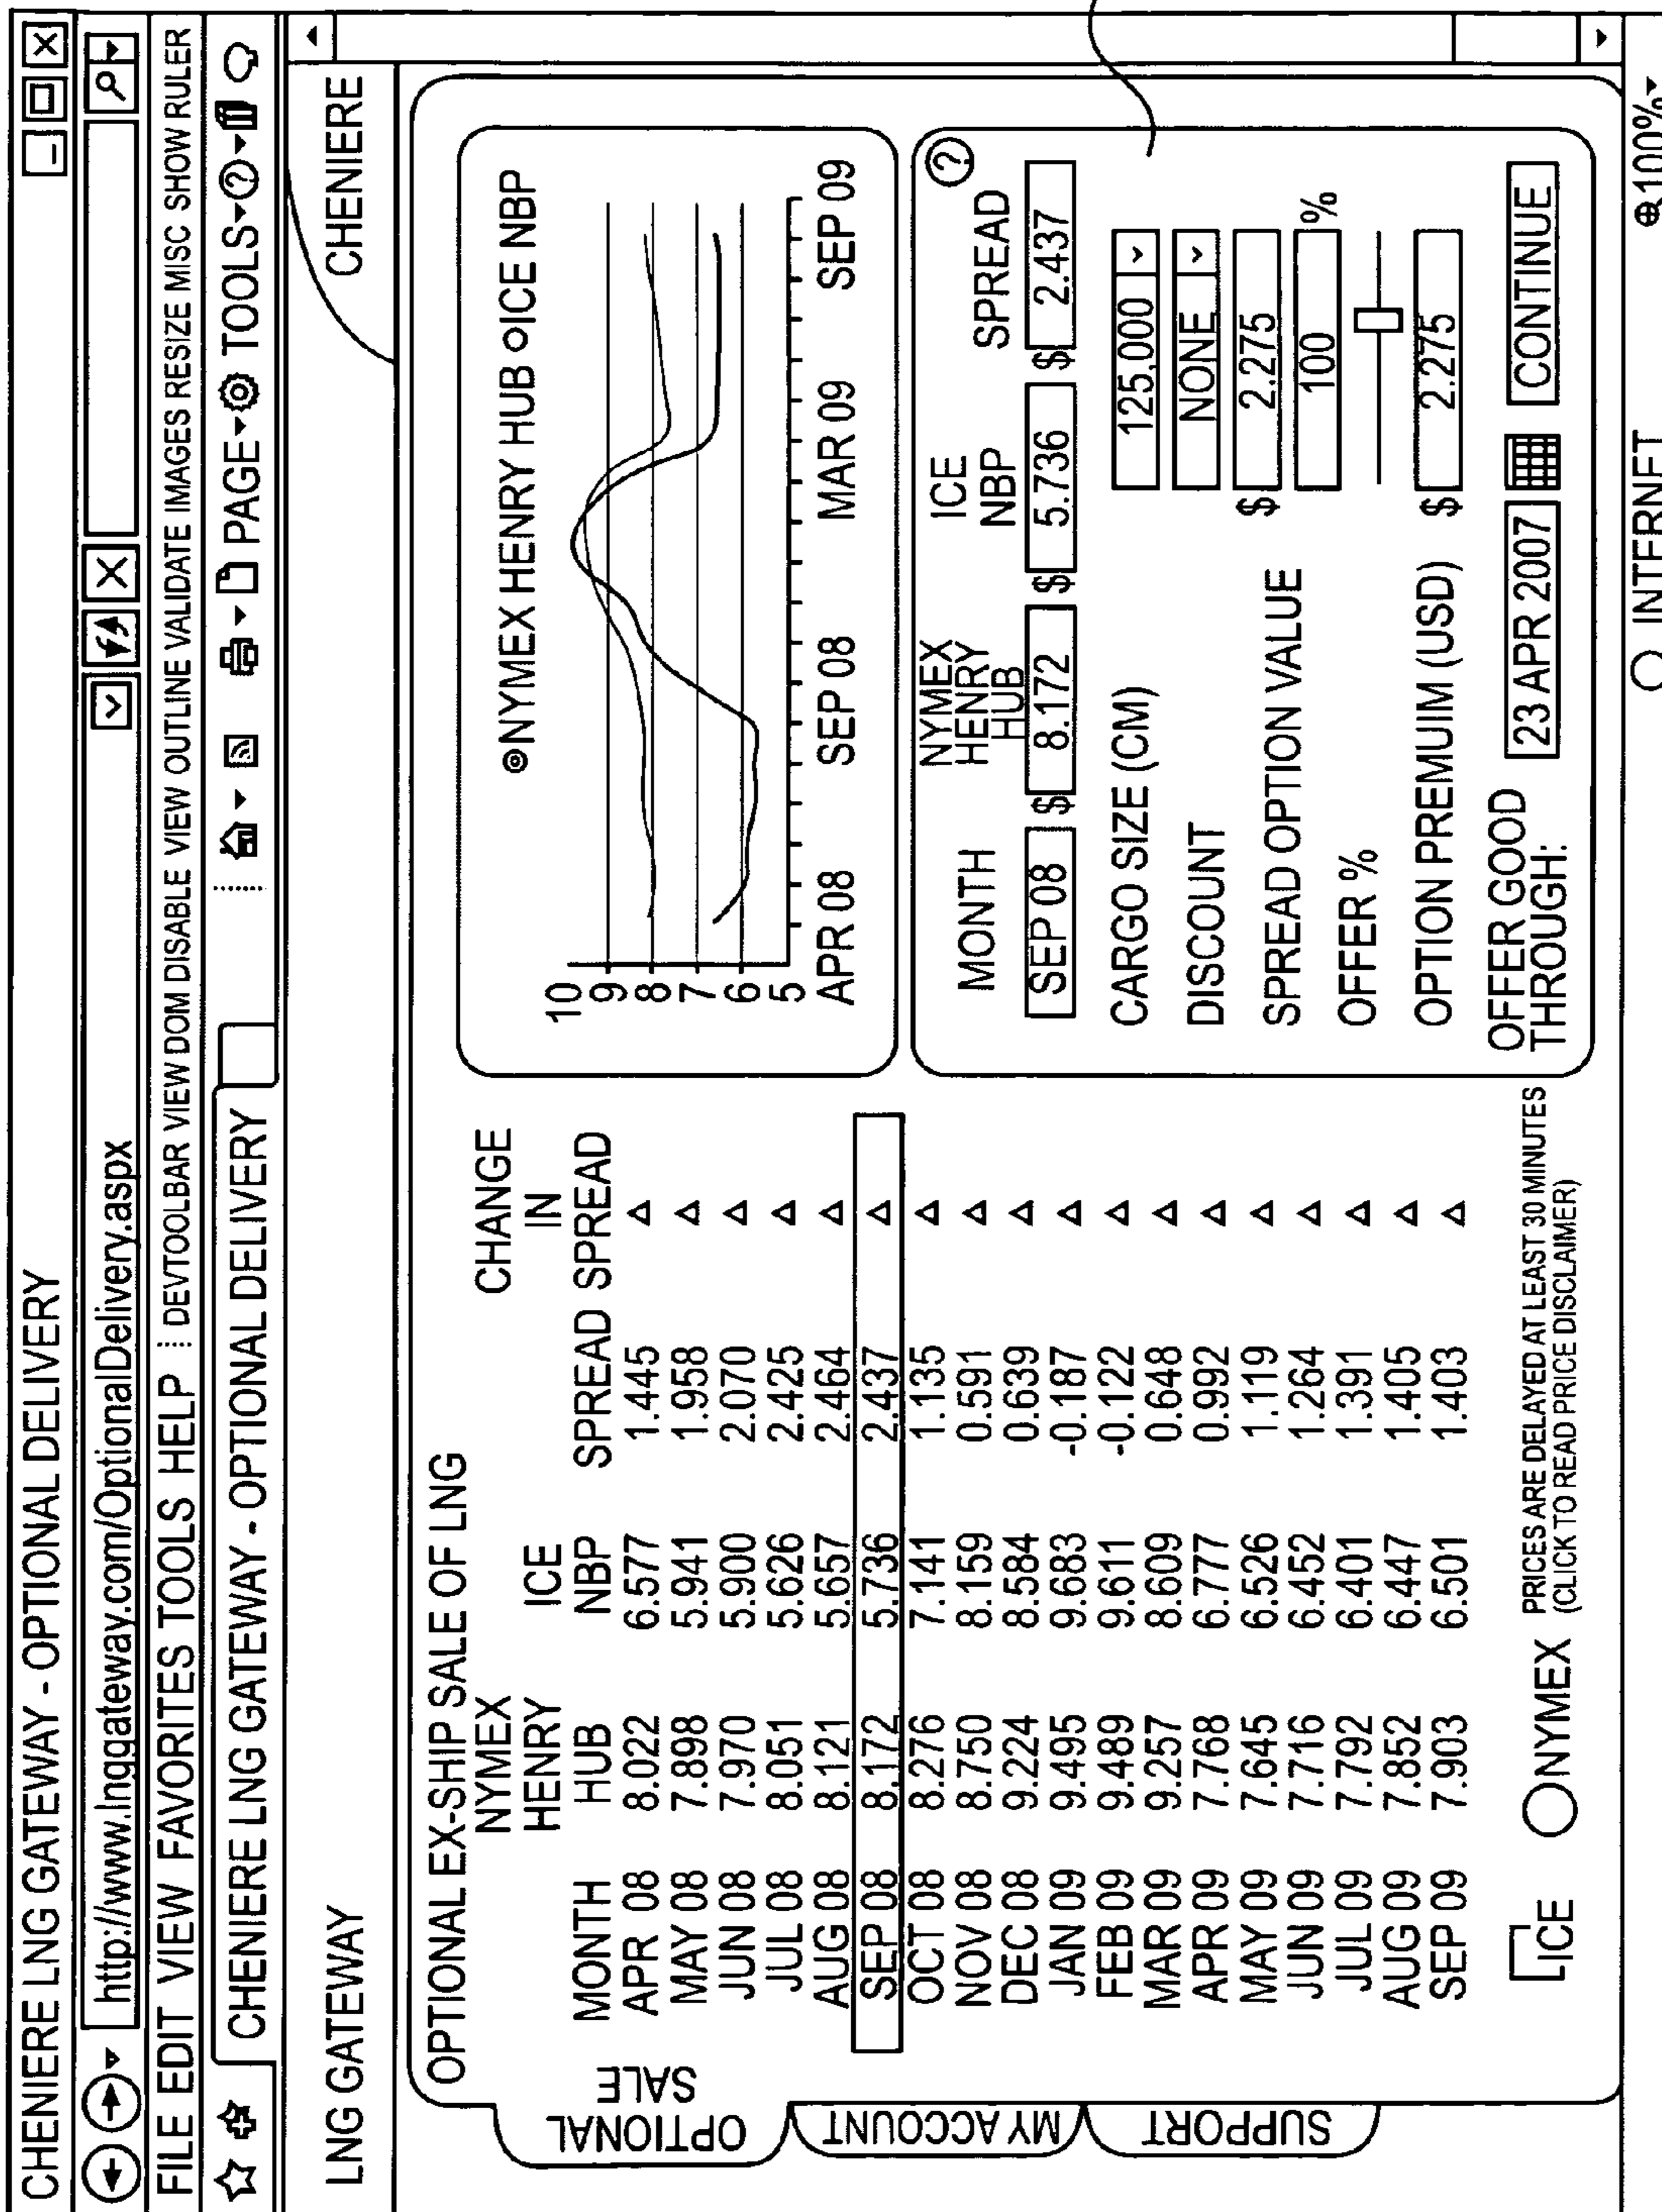 CHENIERE LNG GATEWAY - OPTIONAL DELIVERY
http://www.lnggateway.com/OptionalDelivery.aspx
FILE EDIT VIEW FAVORITES TOOLS HELP DEVTOOLBAR VIEW DOM DISABLE VIEW OUTLINE VALIDATE IMAGES RESIZE MISC SHOW RULER
CHENIERE LNG GATEWAY - OPTIONAL DELIVERY PAGE TOOLS
LNG GATEWAY
CHENIERE
OPTIONAL SALE
MY ACCOUNT
SUPPORT
OPTIONAL EX-SHIP SALE OF LNG
NYMEX CHANGE
HENRY ICE IN
MONTH HUB NBP SPREAD SPREAD
APR 08 8.022 6.577 1.445
MAY 08 7.898 5.941 1.958
JUN 08 7.970 5.900 2.070
JUL 08 8.051 5.626 2.425
AUG 08 8.121 5.657 2.464
SEP 08 8.172 5.736 2.437
OCT 08 8.276 7.141 1.135
NOV 08 8.750 8.159 0.591
DEC 08 9.224 8.584 0.639
JAN 09 9.495 9.683 -0.187
FEB 09 9.489 9.611 -0.122
MAR 09 9.257 8.609 0.648
APR 09 7.768 6.777 0.992
MAY 09 7.645 6.526 1.119
JUN 09 7.716 6.452 1.264
JUL 09 7.792 6.401 1.391
AUG 09 7.852 6.447 1.405
SEP 09 7.903 6.501 1.403
ICE NYMEX PRICES ARE DELAYED AT LEAST 30 MINUTES
(CLICK TO READ PRICE DISCLAIMER)
NYMEX HENRY HUB ICE NBP
10
9
8
7
6
5
APR 08 SEP 08 MAR 09 SEP 09
NYMEX
HENRY ICE
MONTH HUB NBP SPREAD ?
SEP 08 $ 8.172 $ 5.736 $ 2.437
CARGO SIZE (CM) 125,000
DISCOUNT NONE
SPREAD OPTION VALUE $ 2.275
OFFER % 100 %
OPTION PREMUIM (USD) $ 2.275
OFFER GOOD
THROUGH: 23 APR 2007 CONTINUE
INTERNET 100%